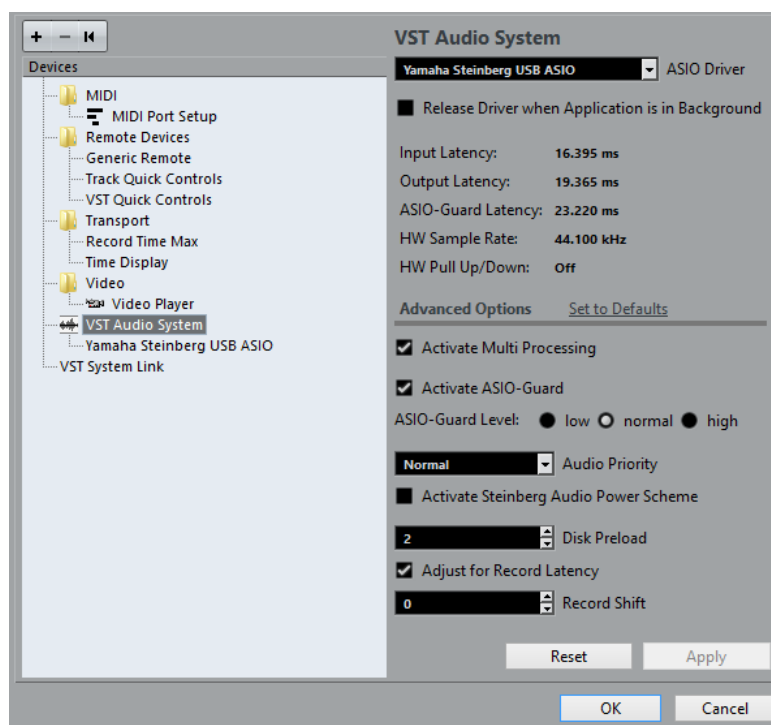 Devices
MIDI
MIDI Port Setup
Remote Devices
Generic Remote
Track Quick Controls
VST Quick Controls
Transport
Record Time Max
Time Display
Video
Video Player
VST Audio System
Yamaha Steinberg USB ASIO
VST System Link
VST Audio System
Yamaha Steinberg USB ASIO ASIO Driver
Release Driver when Application is in Background
Input Latency: 16.395 ms
Output Latency: 19.365 ms
ASIO-Guard Latency: 23.220 ms
HW Sample Rate: 44.100 kHz
HW Pull Up/Down: Off
Advanced Options Set to Defaults
Activate Multi Processing
Activate ASIO-Guard
ASIO-Guard Level: low normal high
Normal Audio Priority
Activate Steinberg Audio Power Scheme
2 Disk Preload
Adjust for Record Latency
0 Record Shift
Reset Apply
OK Cancel